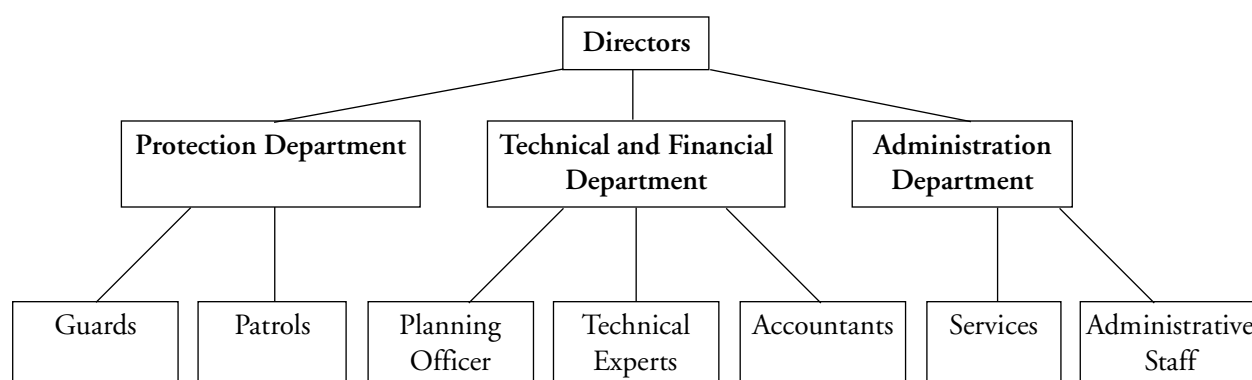 Directors
Protection Department
Technical and Financial
Department
Administration
Department
Guards
Patrols
Planning
Officer
Technical
Experts
Accountants
Services
Administrative
Staff